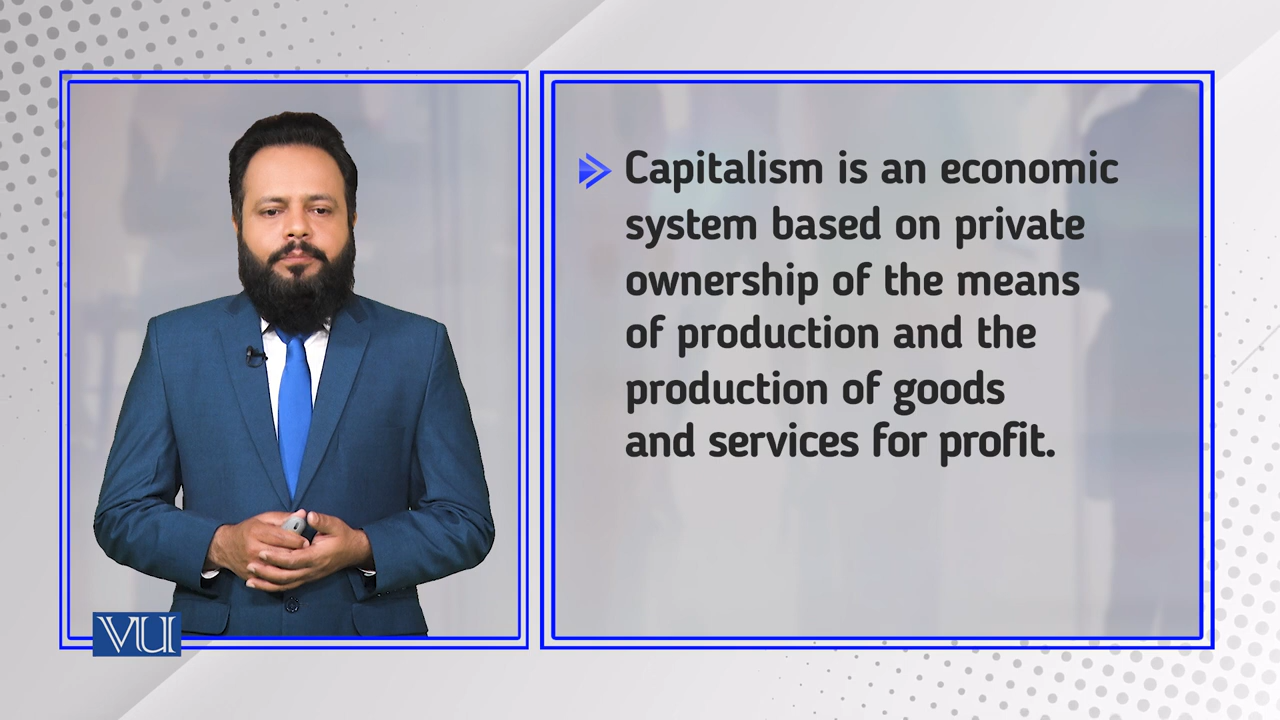 Capitalism is an economic
system based on private
ownership of the means
of production and the
production of goods
and services for profit.
VU